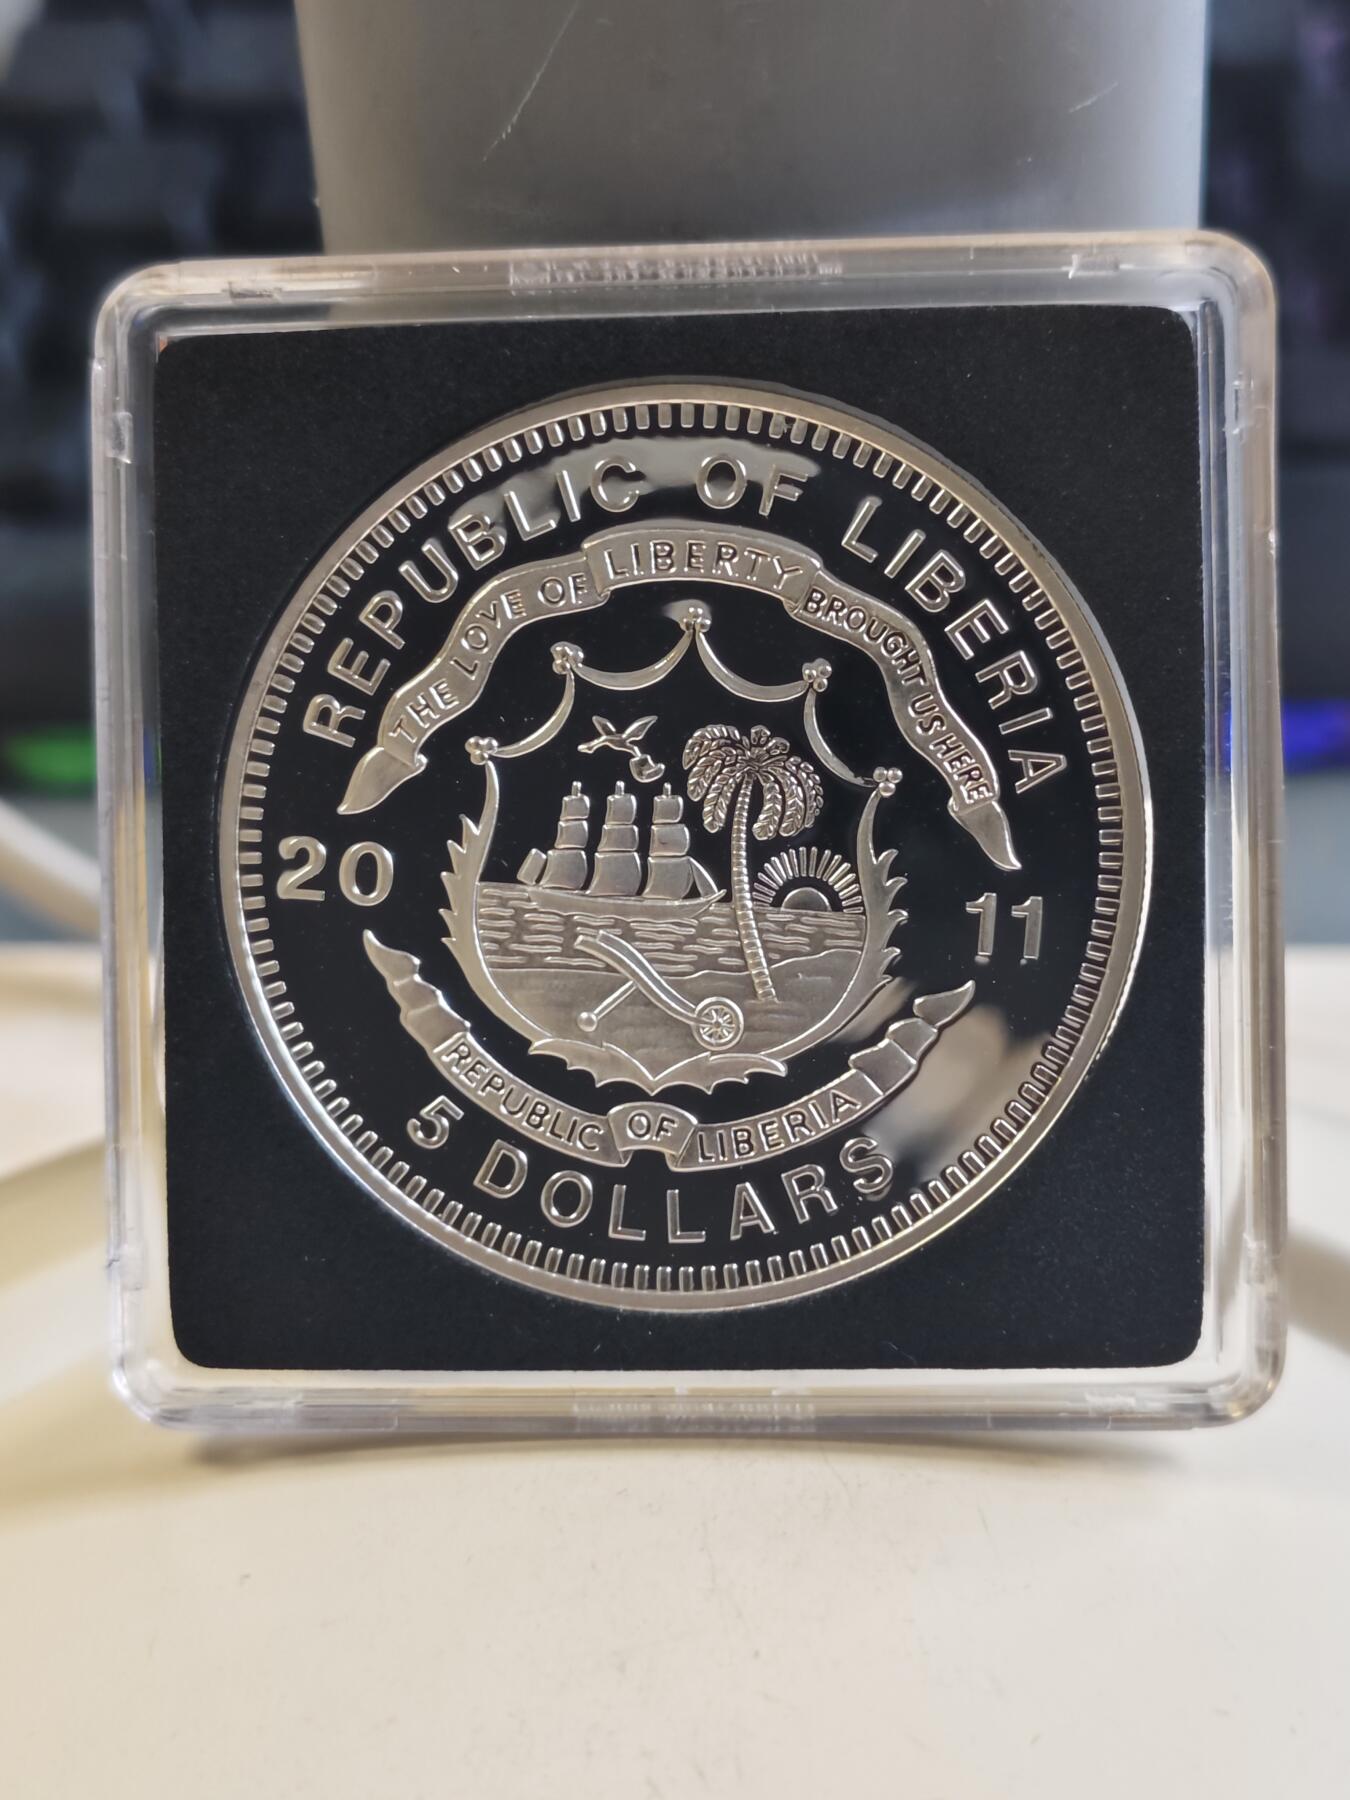 REPUBLIC OF LIBERIA
THE LOVE OF LIBERTY BROUGHT US HERE
20 11
REPUBLIC OF LIBERIA
5 DOLLARS